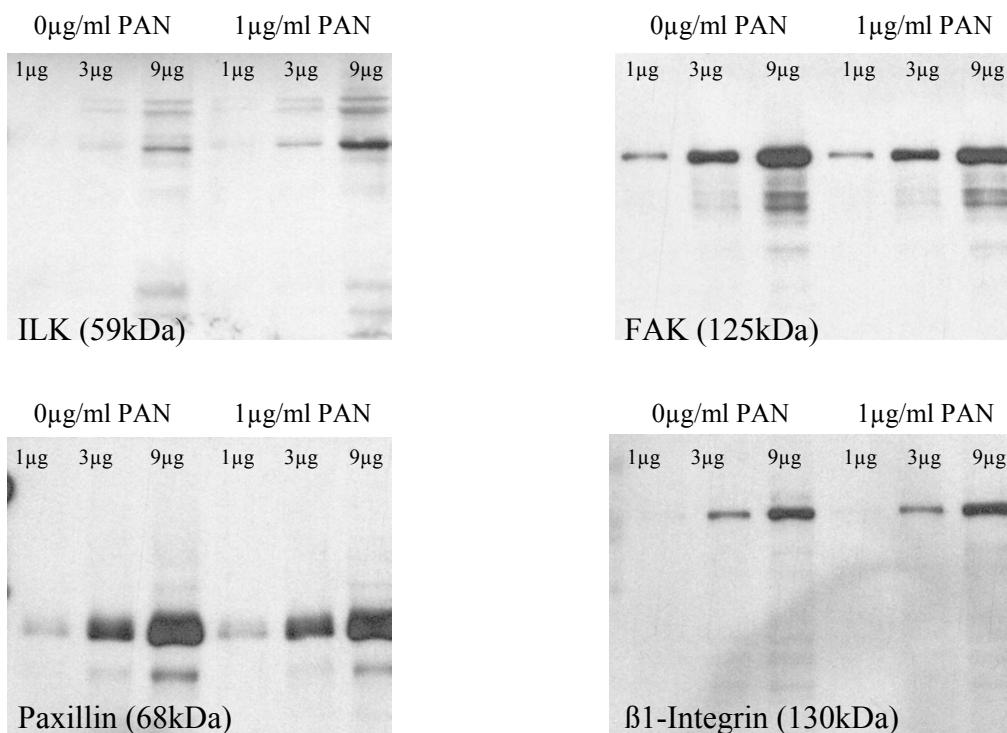 0µg/ml PAN 1µg/ml PAN
1µg 3µg 9µg 1µg 3µg 9µg
ILK (59kDa)
0µg/ml PAN 1µg/ml PAN
1µg 3µg 9µg 1µg 3µg 9µg
FAK (125kDa)
0µg/ml PAN 1µg/ml PAN
1µg 3µg 9µg 1µg 3µg 9µg
Paxillin (68kDa)
0µg/ml PAN 1µg/ml PAN
1µg 3µg 9µg 1µg 3µg 9µg
ß1-Integrin (130kDa)